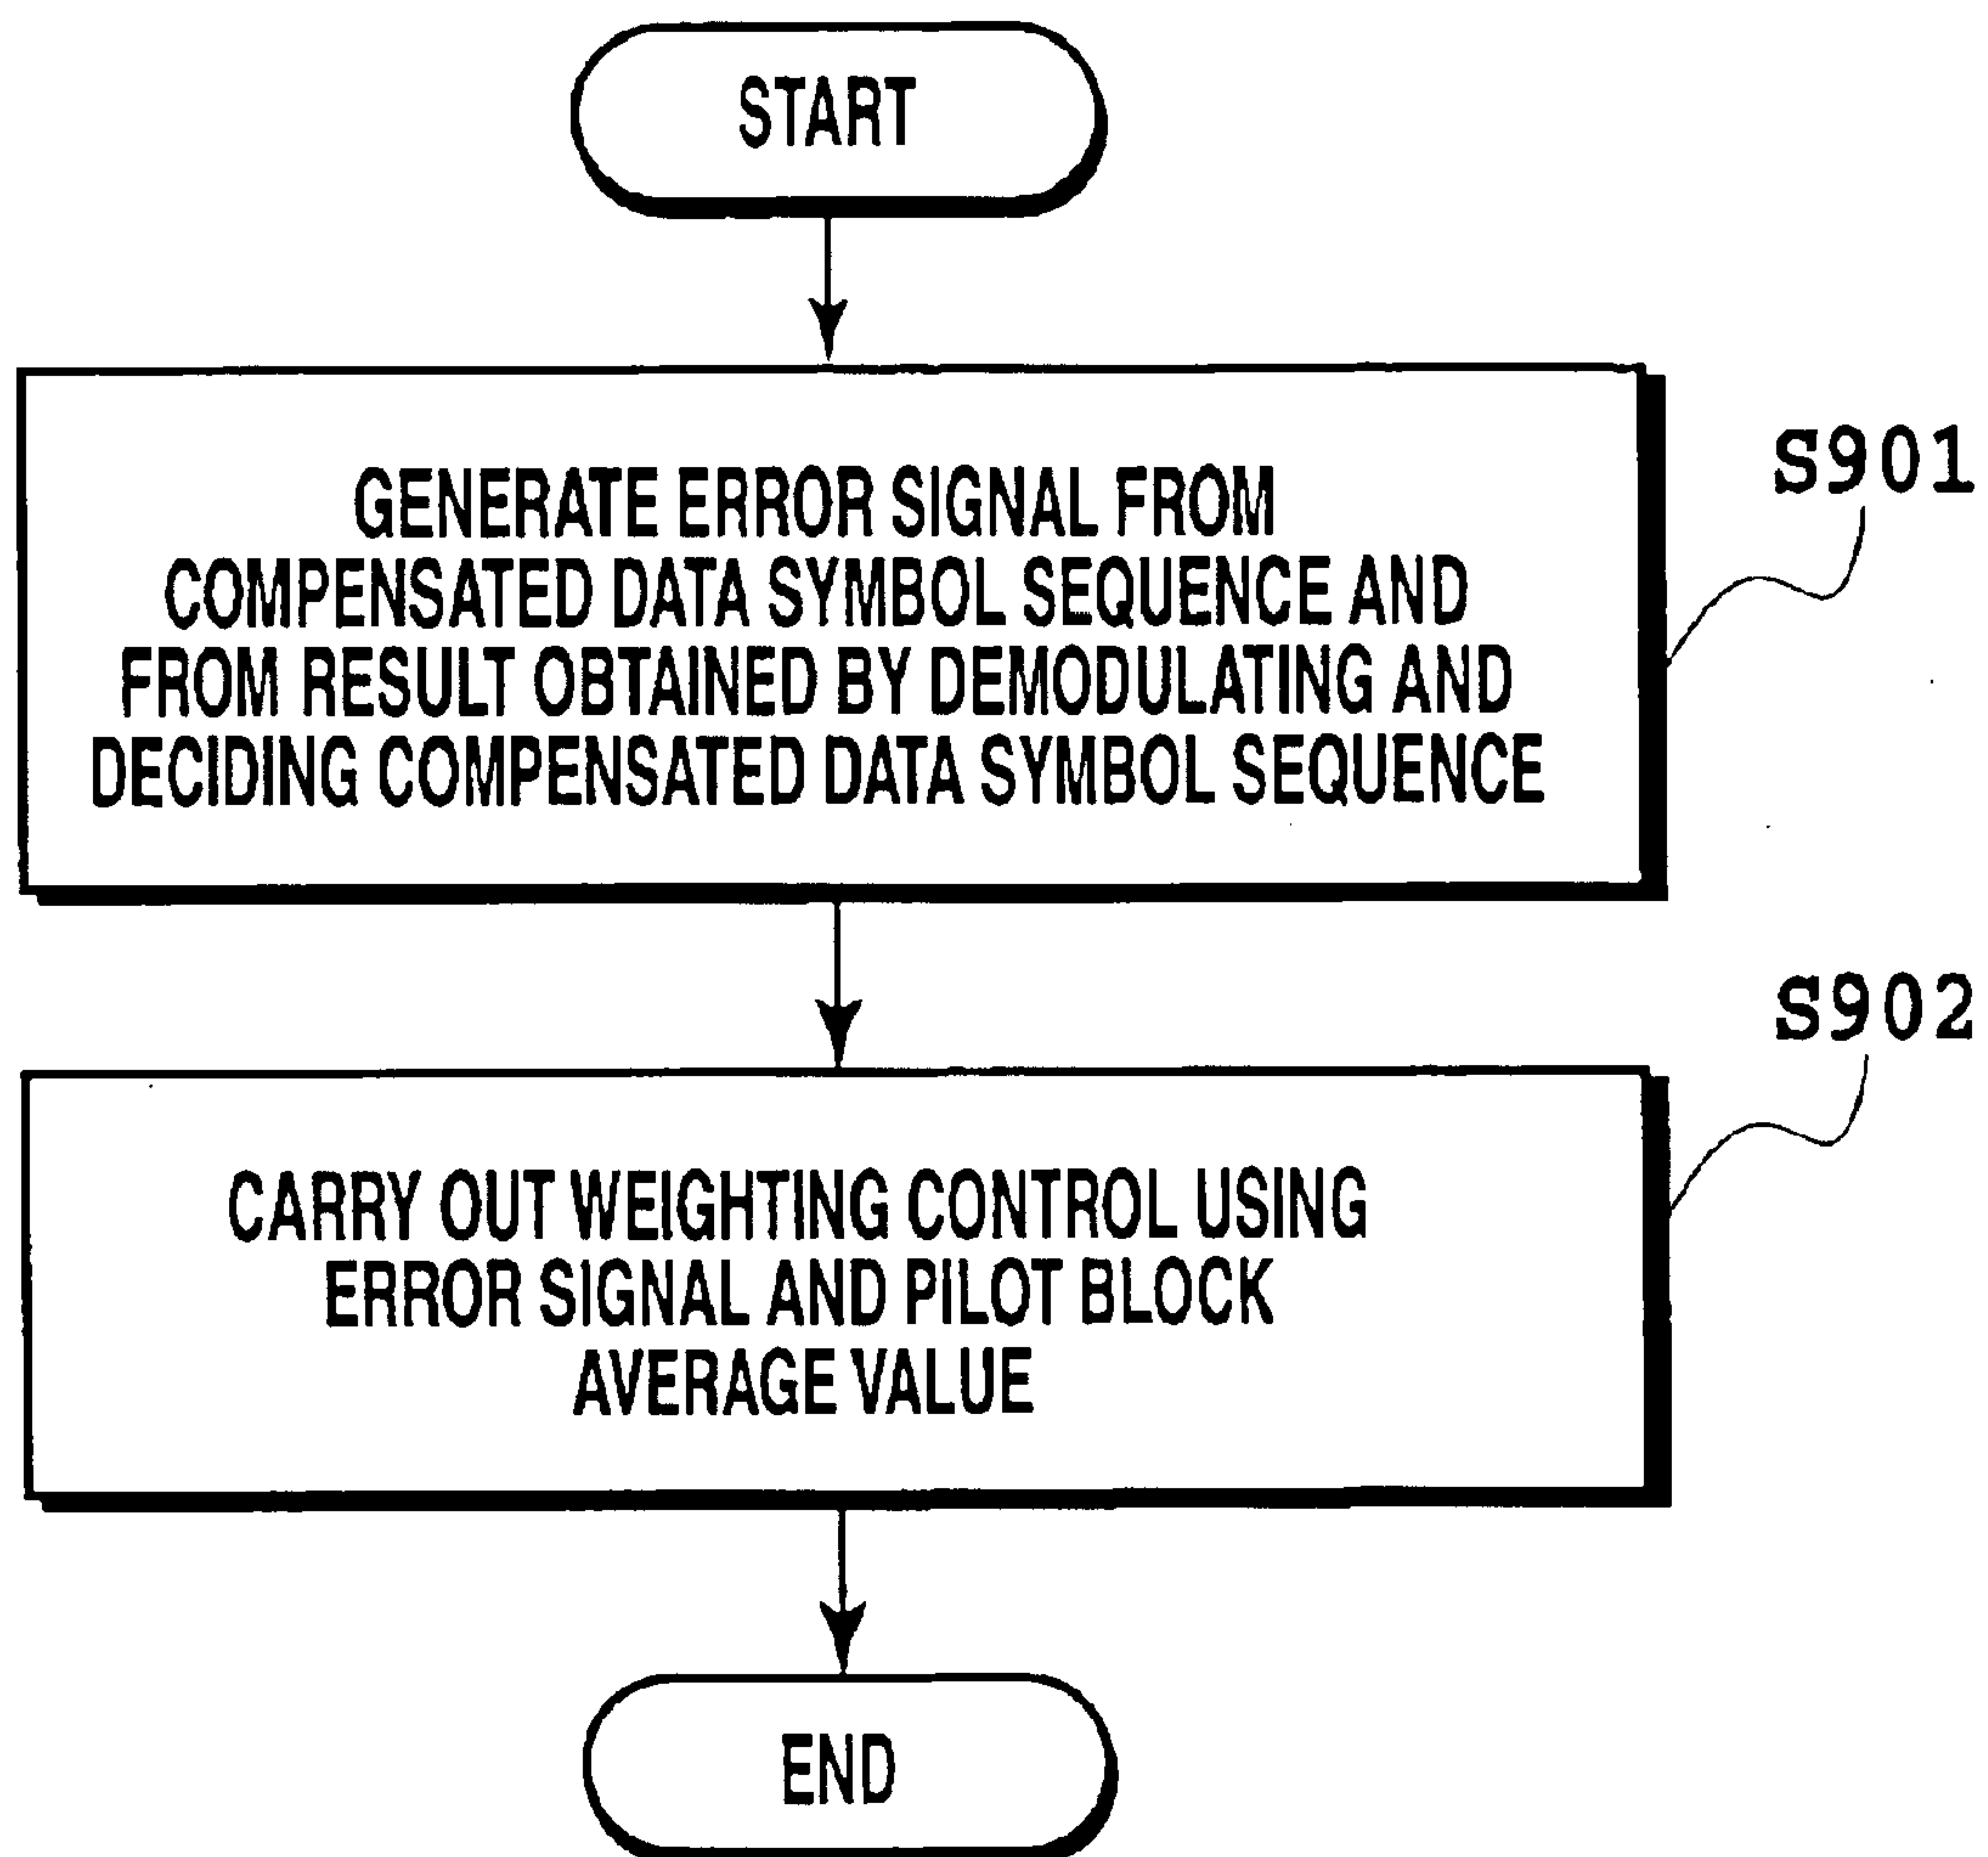 START
S901
GENERATE ERROR SIGNAL FROM
COMPENSATED DATA SYMBOL SEQUENCE AND
FROM RESULT OBTAINED BY DEMODULATING AND
DECIDING COMPENSATED DATA SYMBOL SEQUENCE
S902
CARRY OUT WEIGHTING CONTROL USING
ERROR SIGNAL AND PILOT BLOCK
AVERAGE VALUE
END